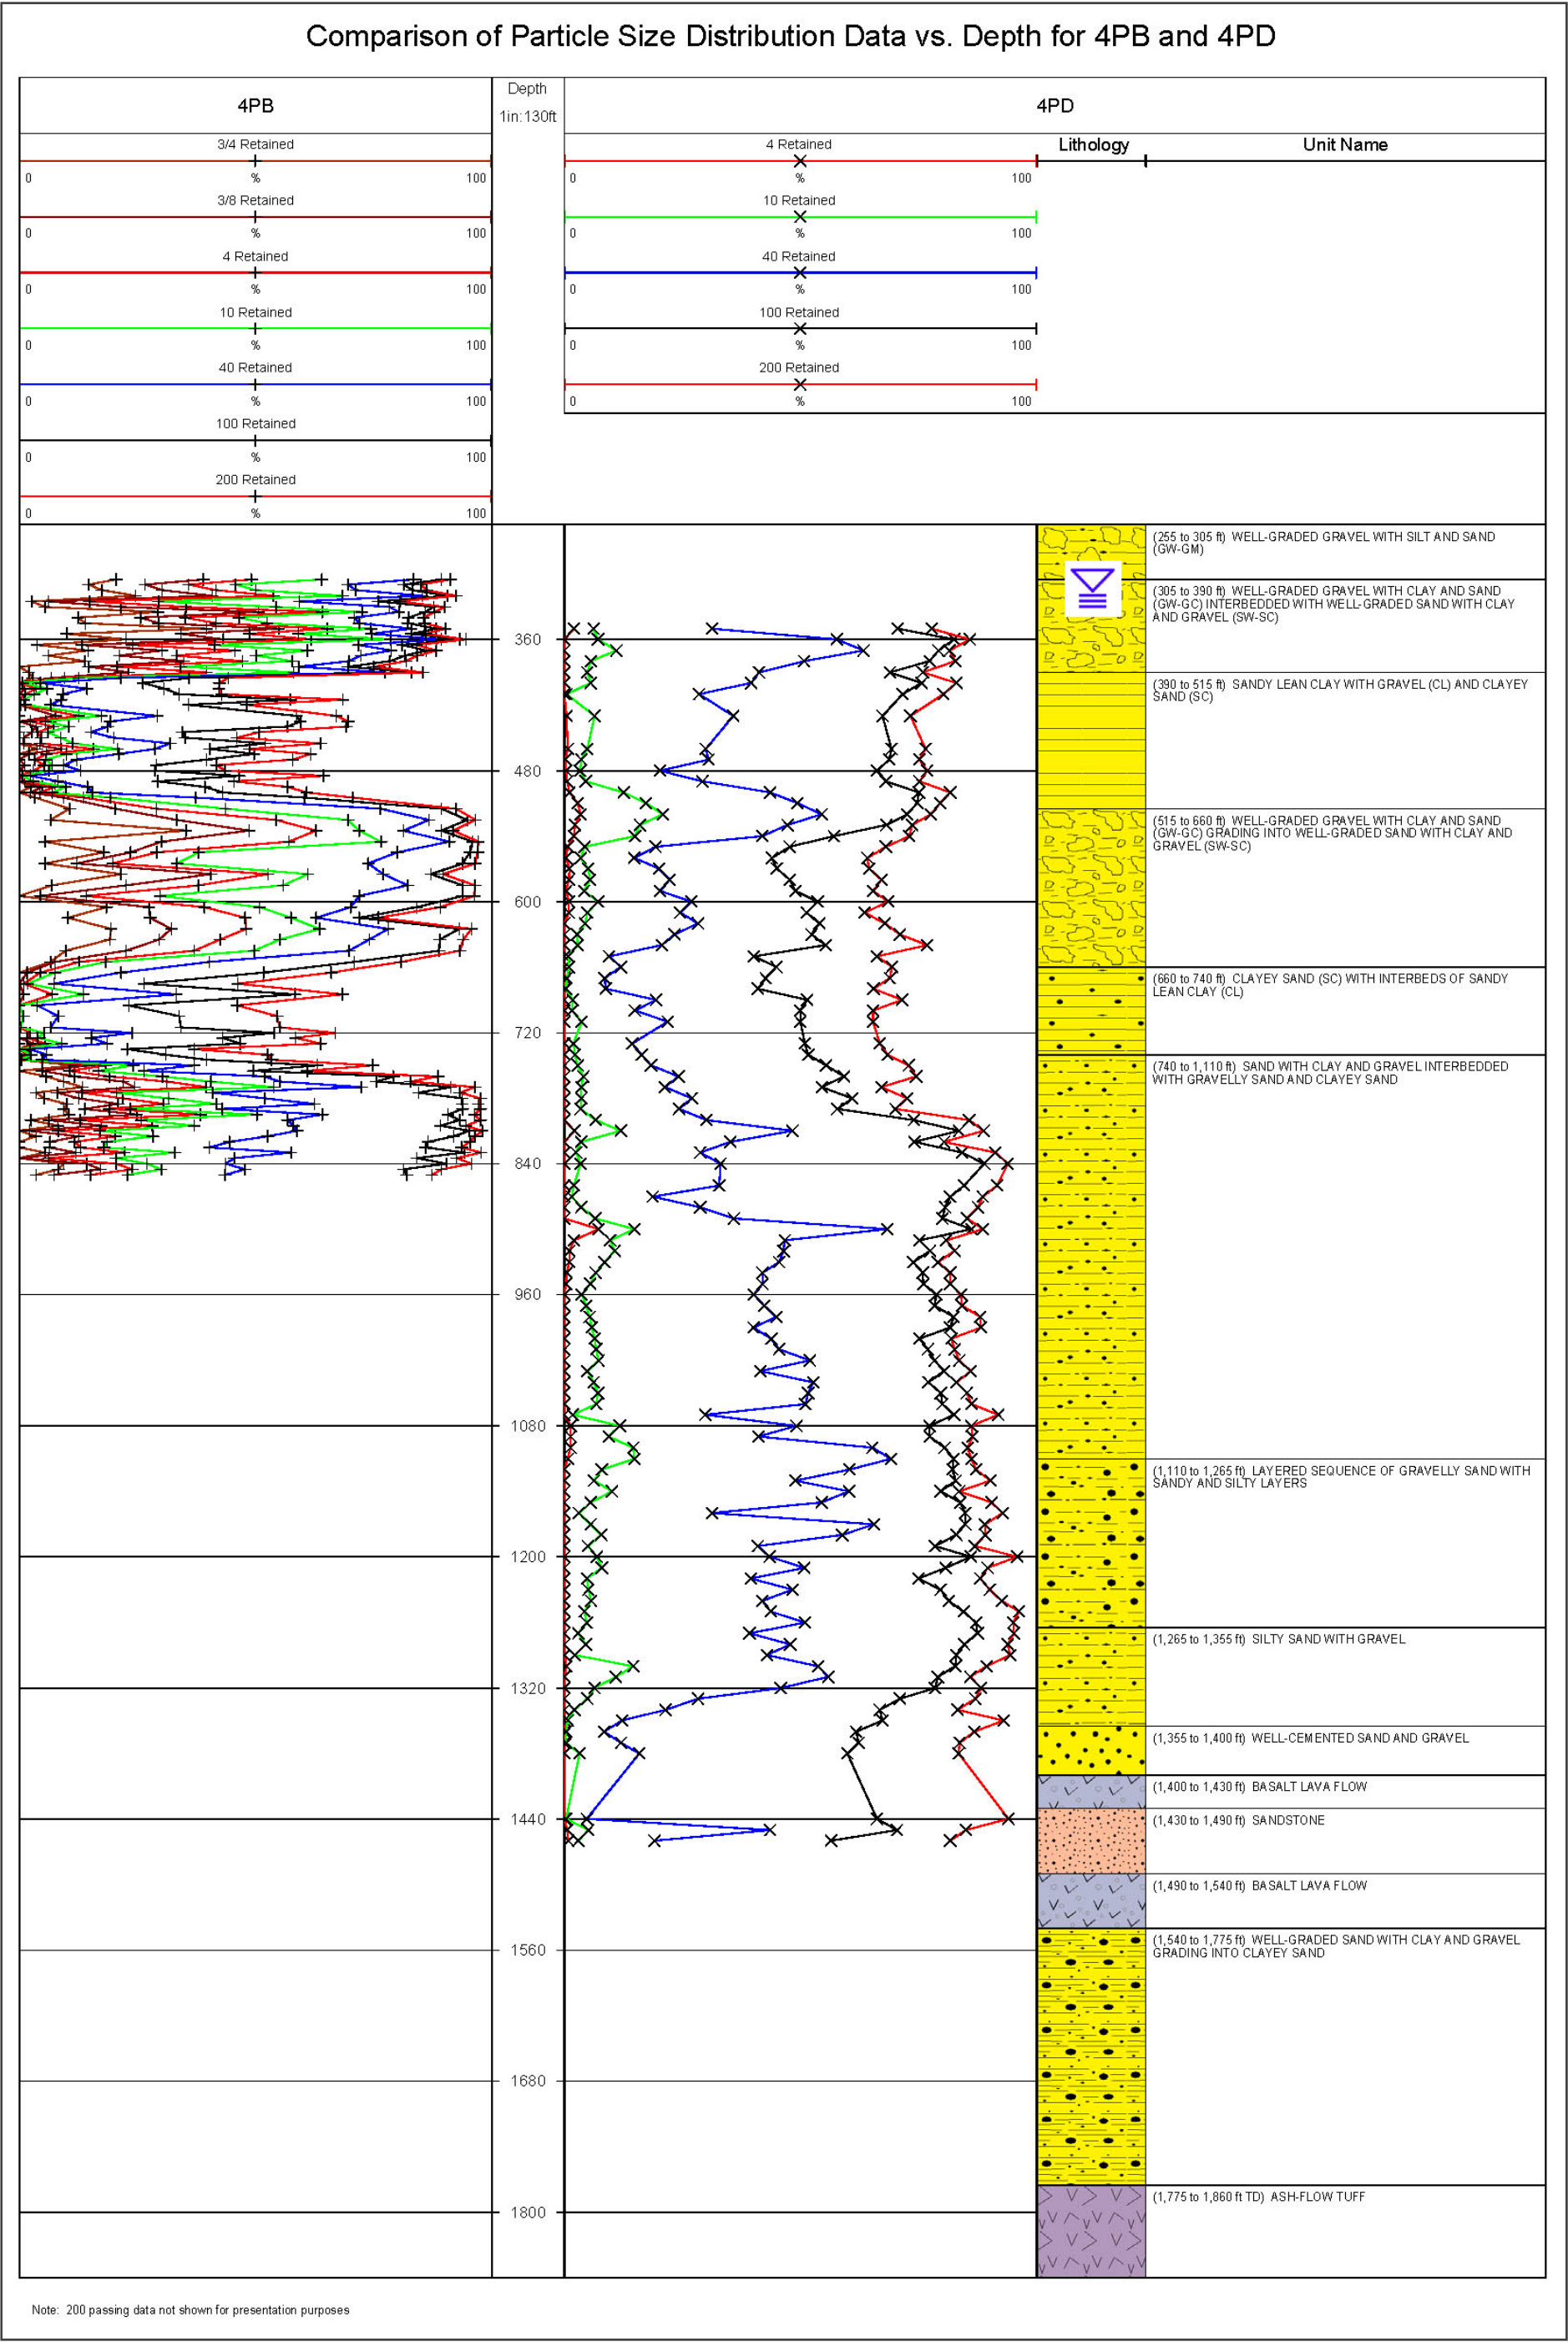 Comparison of Particle Size Distribution Data vs. Depth for 4PB and 4PD
4PB
3/4 Retained
0 % 100
3/8 Retained
0 % 100
4 Retained
0 % 100
10 Retained
0 % 100
40 Retained
0 % 100
100 Retained
0 % 100
200 Retained
0 % 100
Depth
1in:130ft
4PD
4 Retained
0 % 100
10 Retained
0 % 100
40 Retained
0 % 100
100 Retained
0 % 100
200 Retained
0 % 100
Lithology
Unit Name
360
480
600
720
840
960
1080
1200
1320
1440
1560
1680
1800
(255 to 305 ft) WELL-GRADED GRAVEL WITH SILT AND SAND
(GW-GM)
(305 to 390 ft) WELL-GRADED GRAVEL WITH CLAY AND SAND
(GW-GC) INTERBEDDED WITH WELL-GRADED SAND WITH CLAY
AND GRAVEL (SW-SC)
(390 to 515 ft) SANDY LEAN CLAY WITH GRAVEL (CL) AND CLAYEY
SAND (SC)
(515 to 660 ft) WELL-GRADED GRAVEL WITH CLAY AND SAND
(GW-GC) GRADING INTO WELL-GRADED SAND WITH CLAY AND
GRAVEL (SW-SC)
(660 to 740 ft) CLAYEY SAND (SC) WITH INTERBEDS OF SANDY
LEAN CLAY (CL)
(740 to 1,110 ft) SAND WITH CLAY AND GRAVEL INTERBEDDED
WITH GRAVELLY SAND AND CLAYEY SAND
(1,110 to 1,265 ft) LAYERED SEQUENCE OF GRAVELLY SAND WITH
SANDY AND SILTY LAYERS
(1,265 to 1,355 ft) SILTY SAND WITH GRAVEL
(1,355 to 1,400 ft) WELL-CEMENTED SAND AND GRAVEL
(1,400 to 1,430 ft) BASALT LAVA FLOW
(1,430 to 1,490 ft) SANDSTONE
(1,490 to 1,540 ft) BASALT LAVA FLOW
(1,540 to 1,775 ft) WELL-GRADED SAND WITH CLAY AND GRAVEL
GRADING INTO CLAYEY SAND
(1,775 to 1,860 ft TD) ASH-FLOW TUFF
Note: 200 passing data not shown for presentation purposes